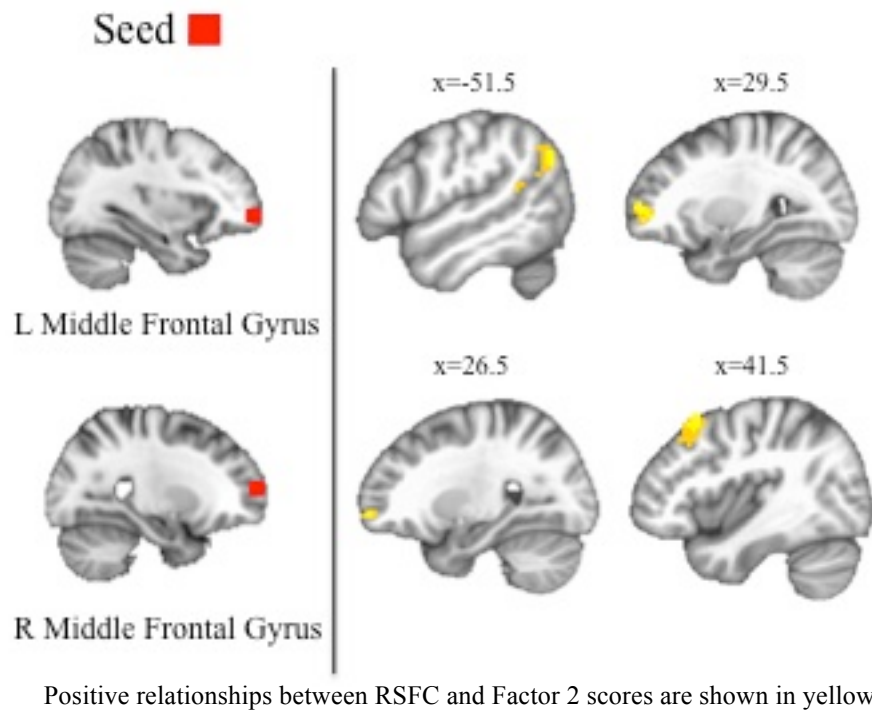 Seed
x=-51.5
x=29.5
L Middle Frontal Gyrus
x=26.5
x=41.5
R Middle Frontal Gyrus
Positive relationships between RSFC and Factor 2 scores are shown in yellow